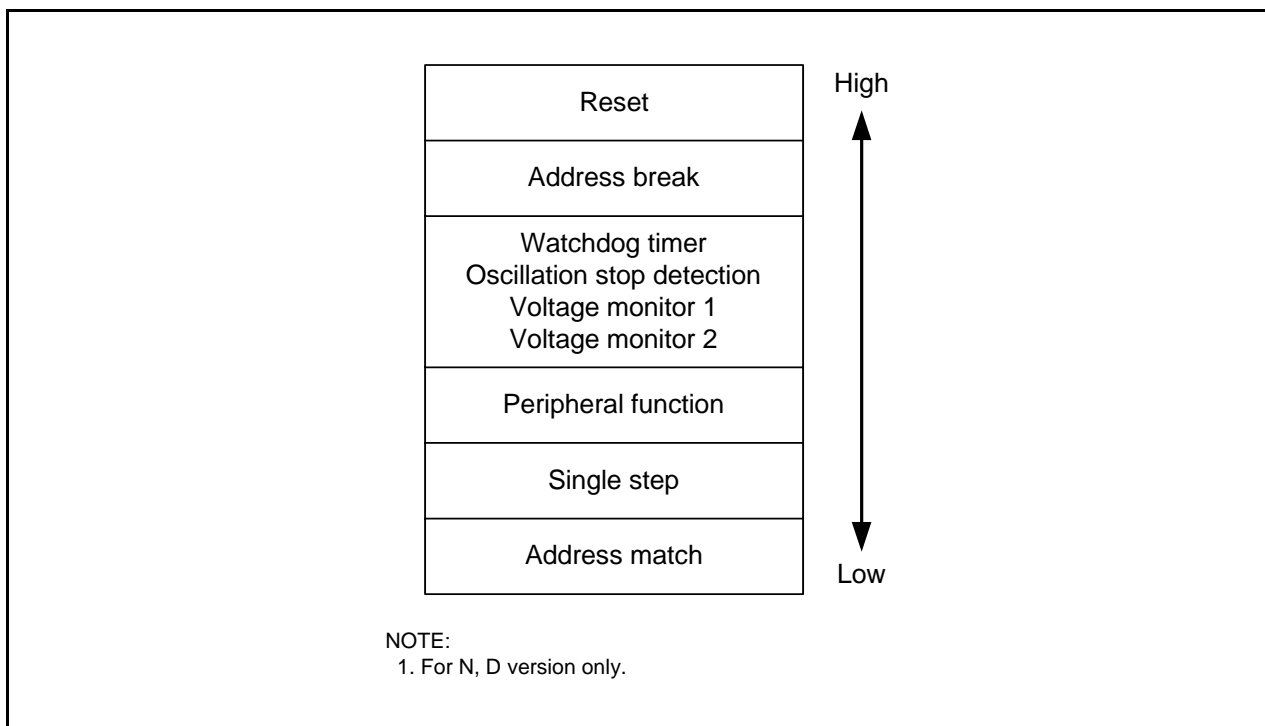 High
Reset
Address break
Watchdog timer
Oscillation stop detection
Voltage monitor 1
Voltage monitor 2
Peripheral function
Single step
Address match
Low
NOTE:
1. For N, D version only.